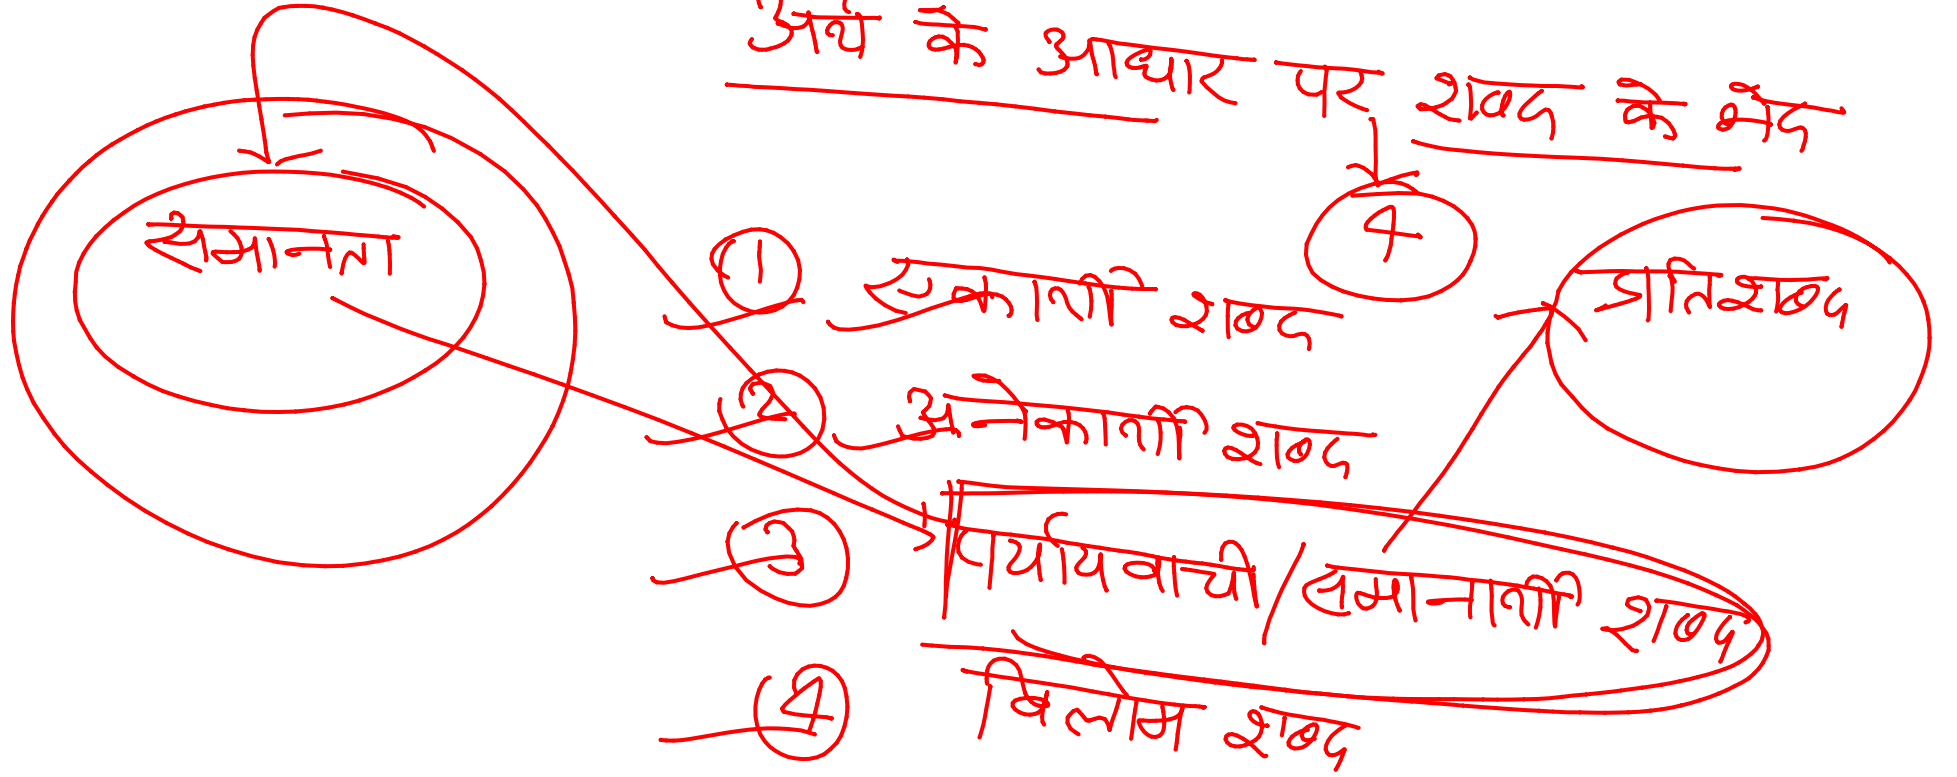 अर्थ के आधार पर शब्द के भेद
4
समानता
1 एकार्थी शब्द
प्रतिशब्द
2 अनेकार्थी शब्द
3 पर्यायवाची/समानार्थी शब्द
4 विलोम शब्द